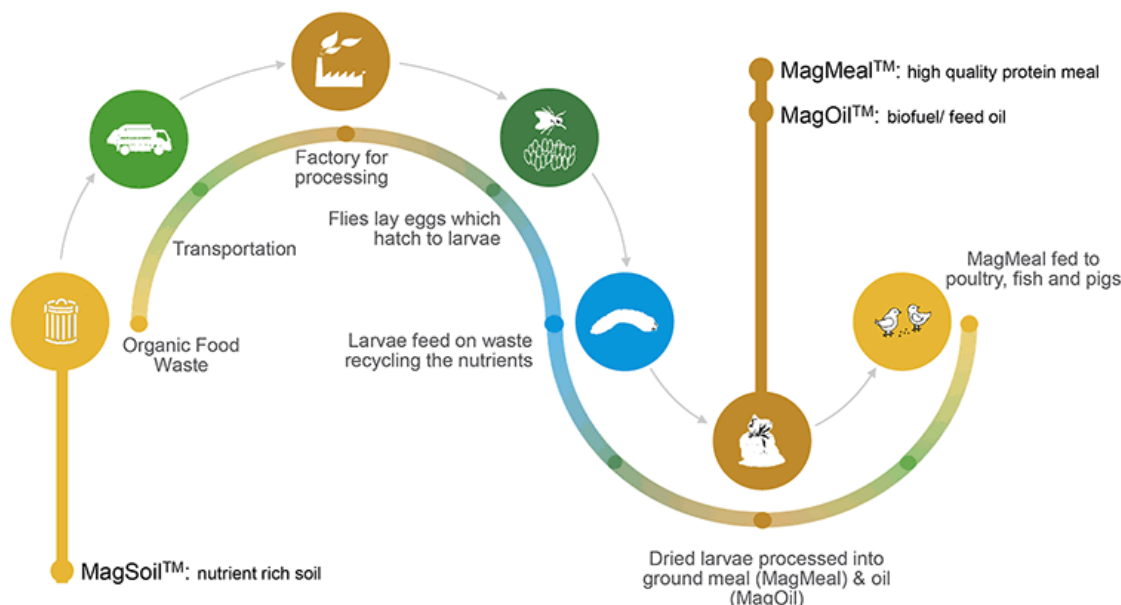 MagMeal™: high quality protein meal
MagOil™: biofuel/ feed oil
Factory for
processing
Flies lay eggs which
hatch to larvae
Transportation
MagMeal fed to
poultry, fish and pigs
Organic Food
Waste
Larvae feed on waste
recycling the nutrients
Dried larvae processed into
ground meal (MagMeal) & oil
(MagOil)
MagSoil™: nutrient rich soil